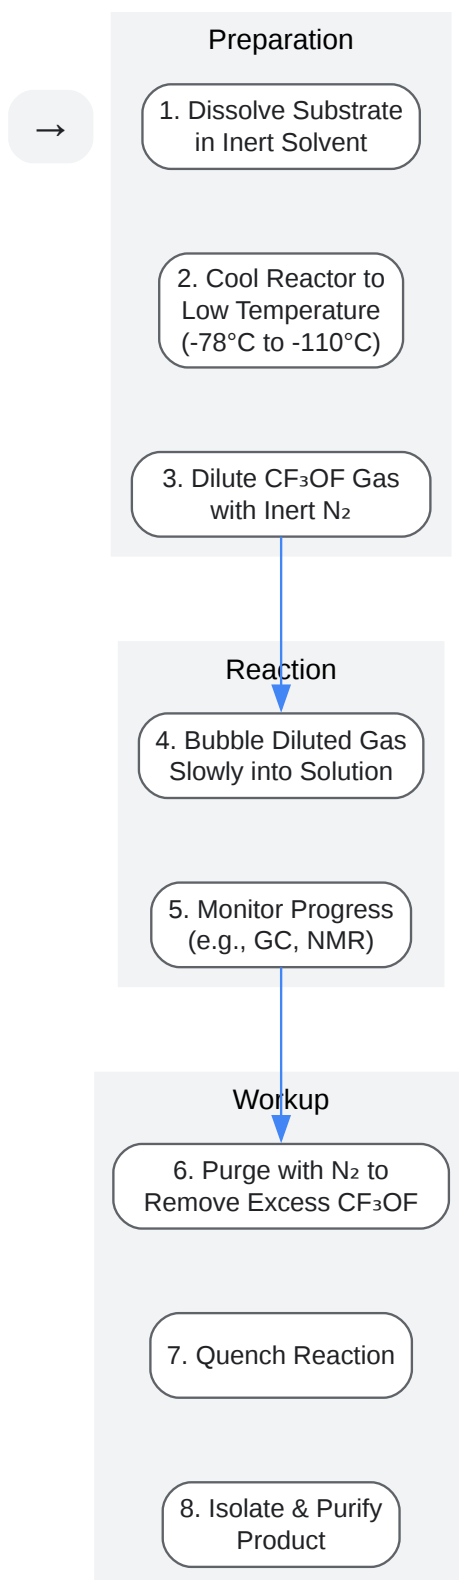 Preparation
→
1. Dissolve Substrate
in Inert Solvent
2. Cool Reactor to
Low Temperature
(-78°C to -110°C)
3. Dilute CF₃OF Gas
with Inert N₂
Reaction
4. Bubble Diluted Gas
Slowly into Solution
5. Monitor Progress
(e.g., GC, NMR)
Workup
6. Purge with N₂ to
Remove Excess CF₃OF
7. Quench Reaction
8. Isolate & Purify
Product